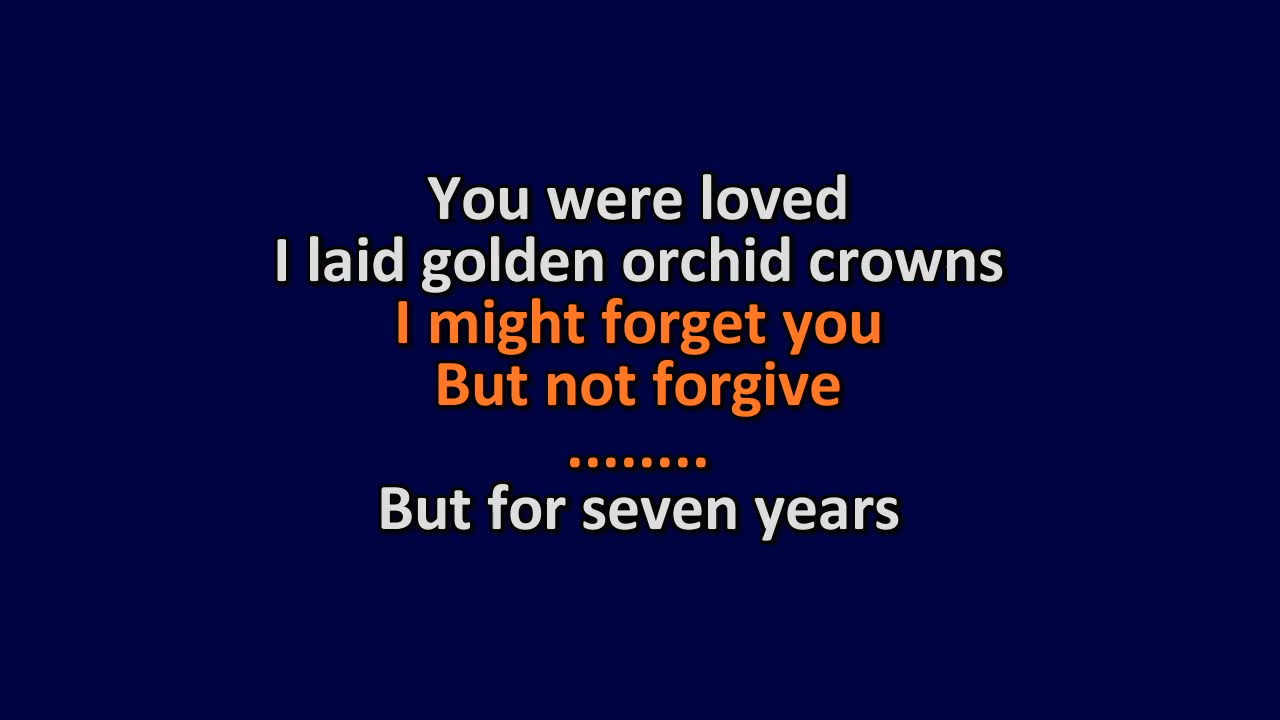 You were loved
I laid golden orchid crowns
I might forget you
But not forgive
........
But for seven years